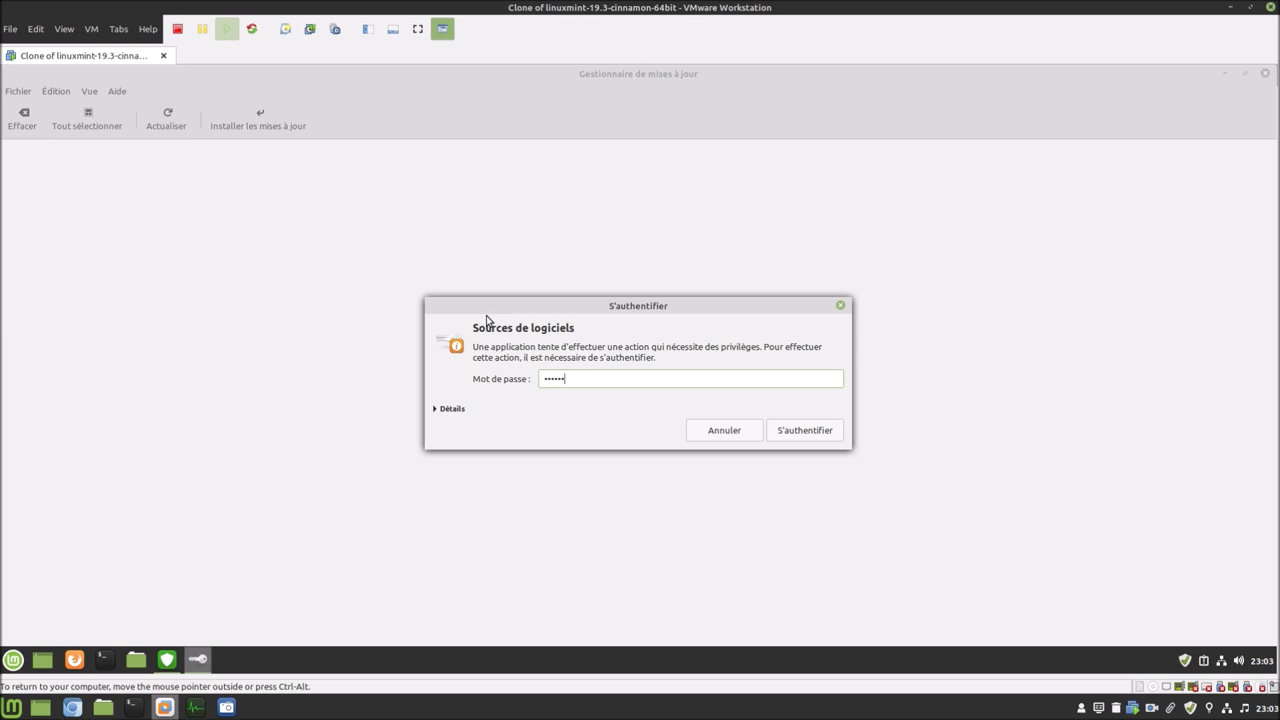 Clone of linuxmint-19.3-cinnamon-64bit - VMware Workstation
File Edit View VM Tabs Help
Clone of linuxmint-19.3-cinna...
Gestionnaire de mises à jour
Fichier Édition Vue Aide
Effacer Tout sélectionner Actualiser Installer les mises à jour
S'authentifier
Sources de logiciels
Une application tente d'effectuer une action qui nécessite des privilèges. Pour effectuer
cette action, il est nécessaire de s'authentifier.
Mot de passe : ••••••
Détails
Annuler S'authentifier
23:03
To return to your computer, move the mouse pointer outside or press Ctrl-Alt.
23:03